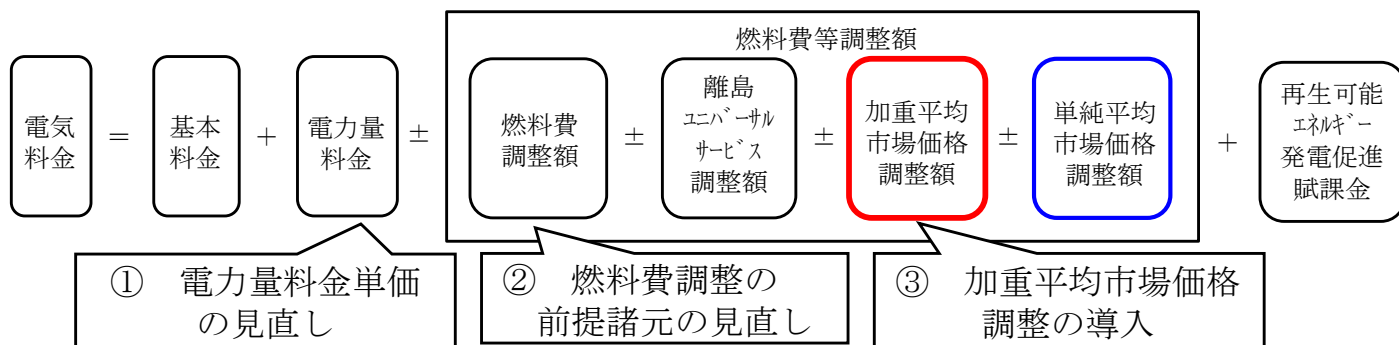 燃料費等調整額
電気
料金
=
基本
料金
+
電力量
料金
±
燃料費
調整額
±
離島
ユニバーサル
サービス
調整額
±
加重平均
市場価格
調整額
±
単純平均
市場価格
調整額
+
再生可能
エネルギー
発電促進
賦課金
① 電力量料金単価
の見直し
② 燃料費調整の
前提諸元の見直し
③ 加重平均市場価格
調整の導入